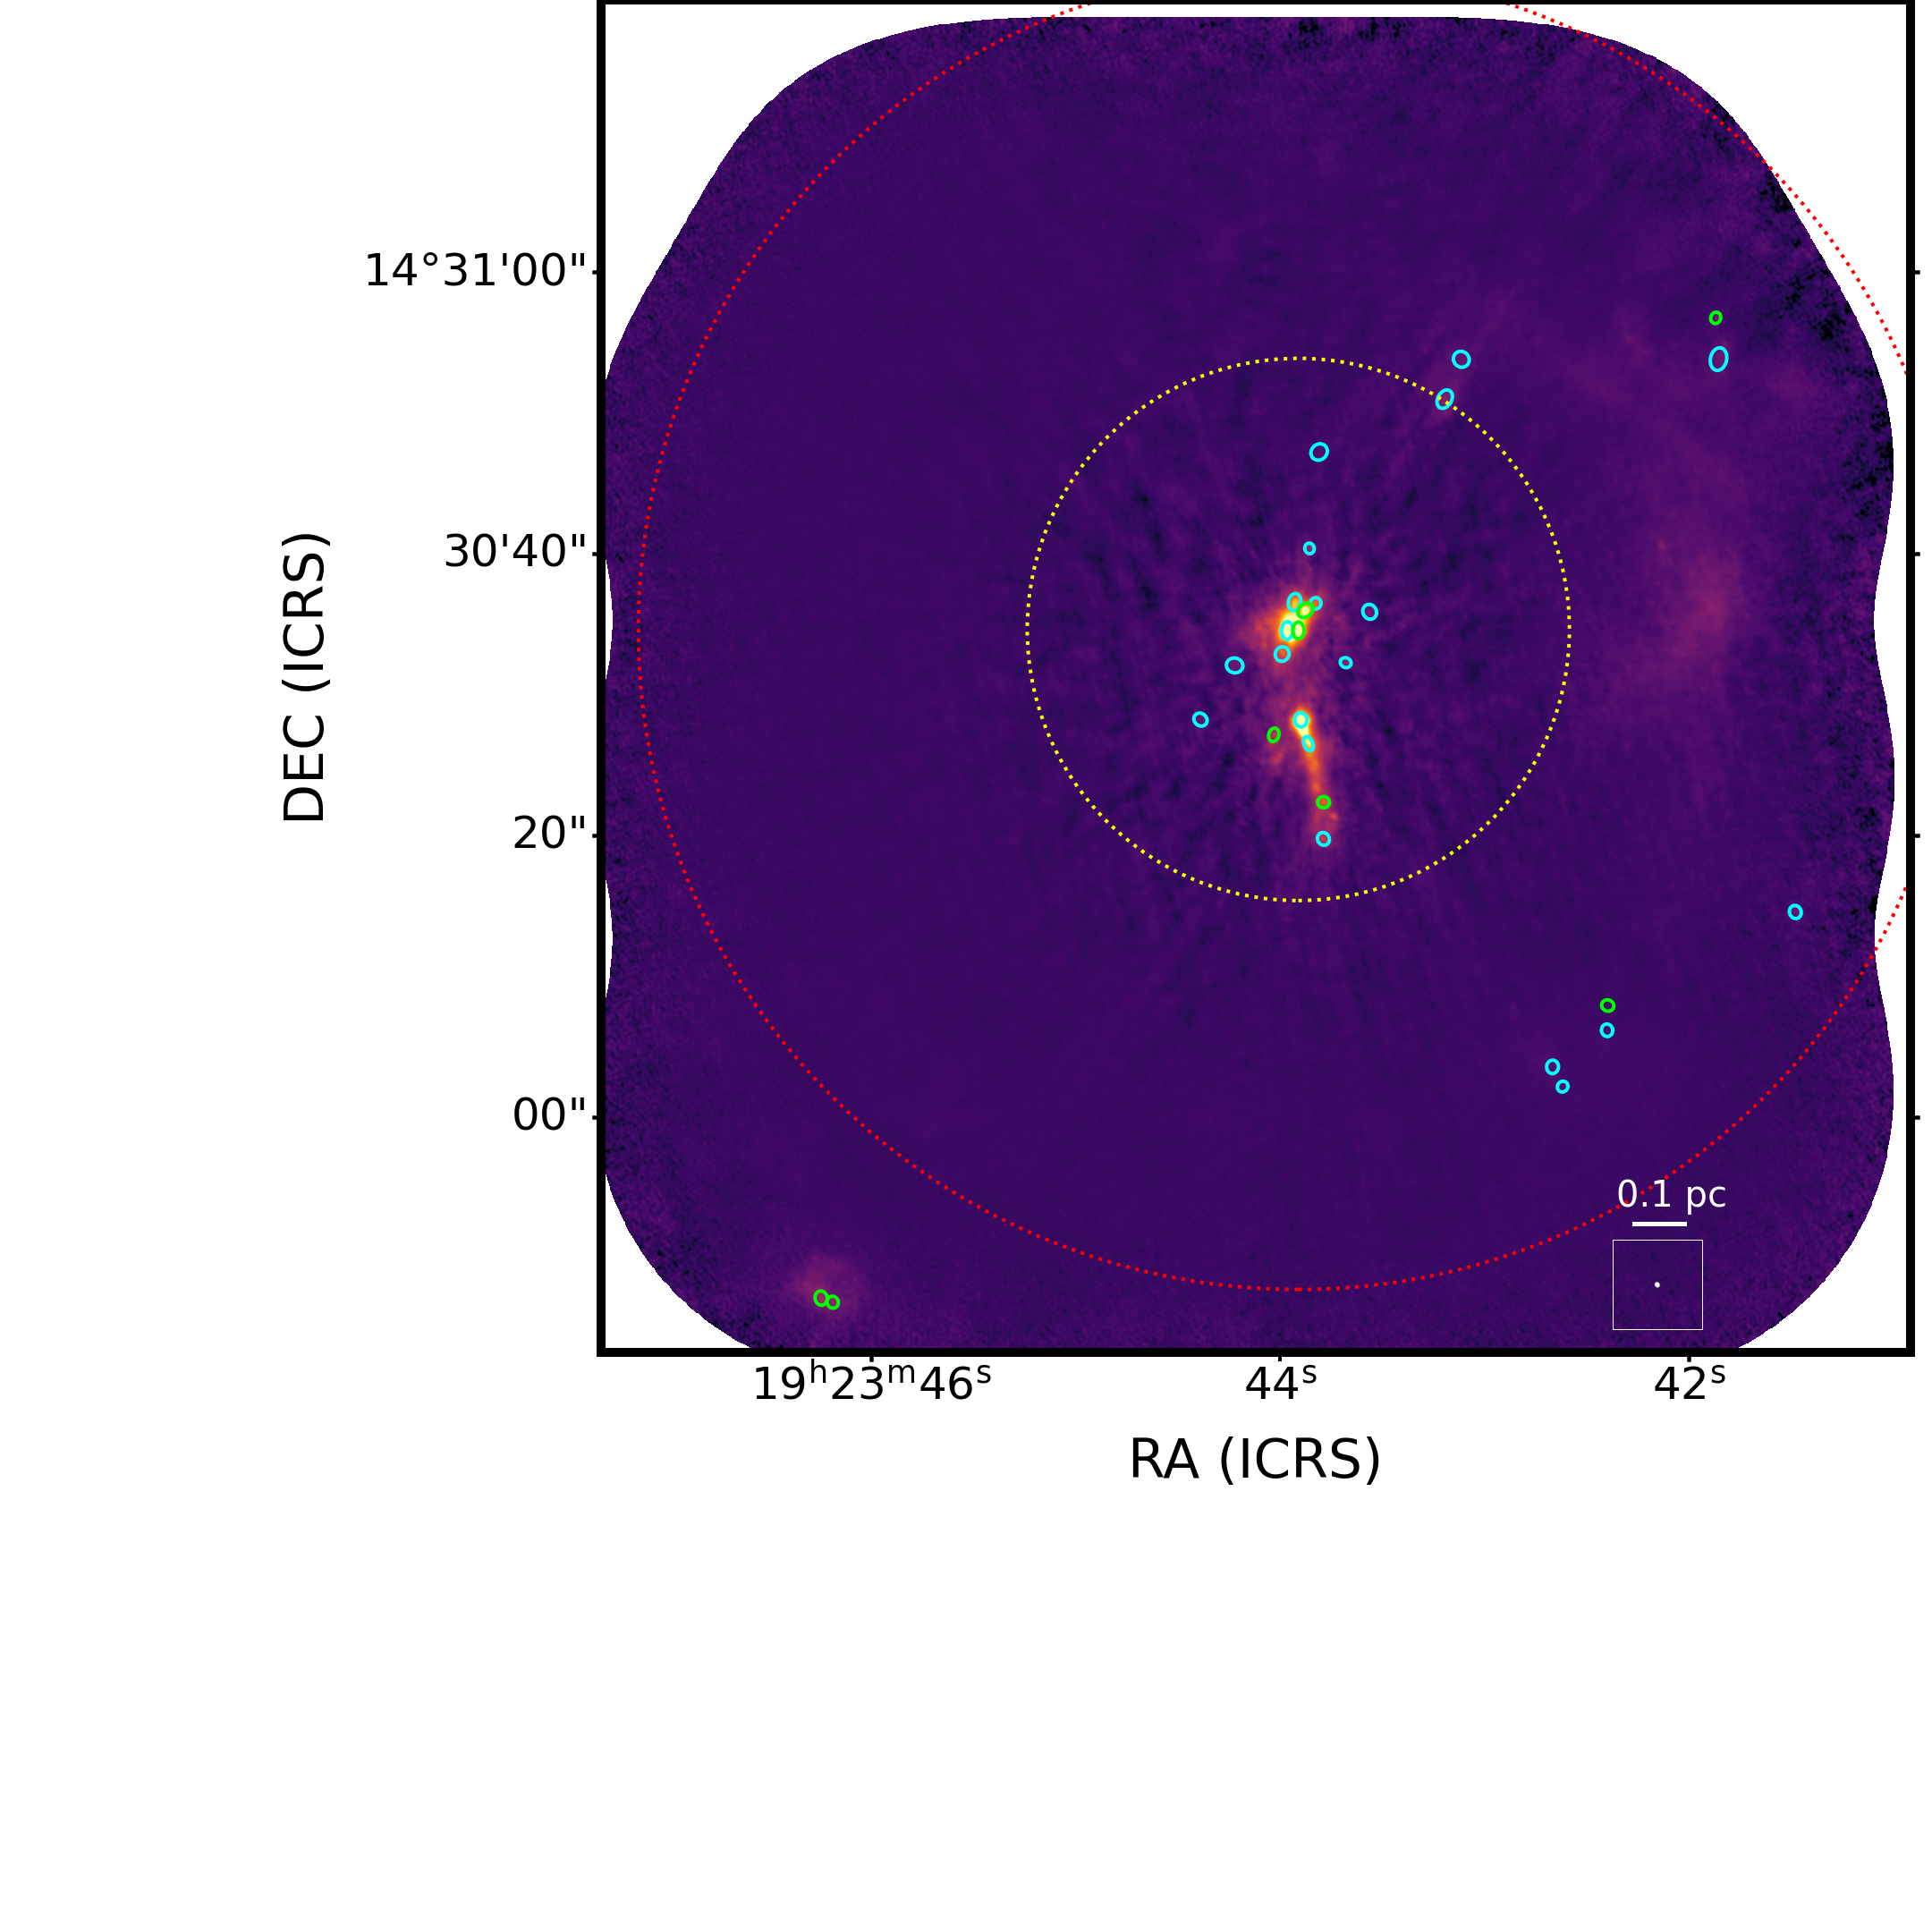 14°31'00"
30'40"
20"
00"
DEC (ICRS)
0.1 pc
19ʰ23ᵐ46ˢ 44ˢ 42ˢ
RA (ICRS)